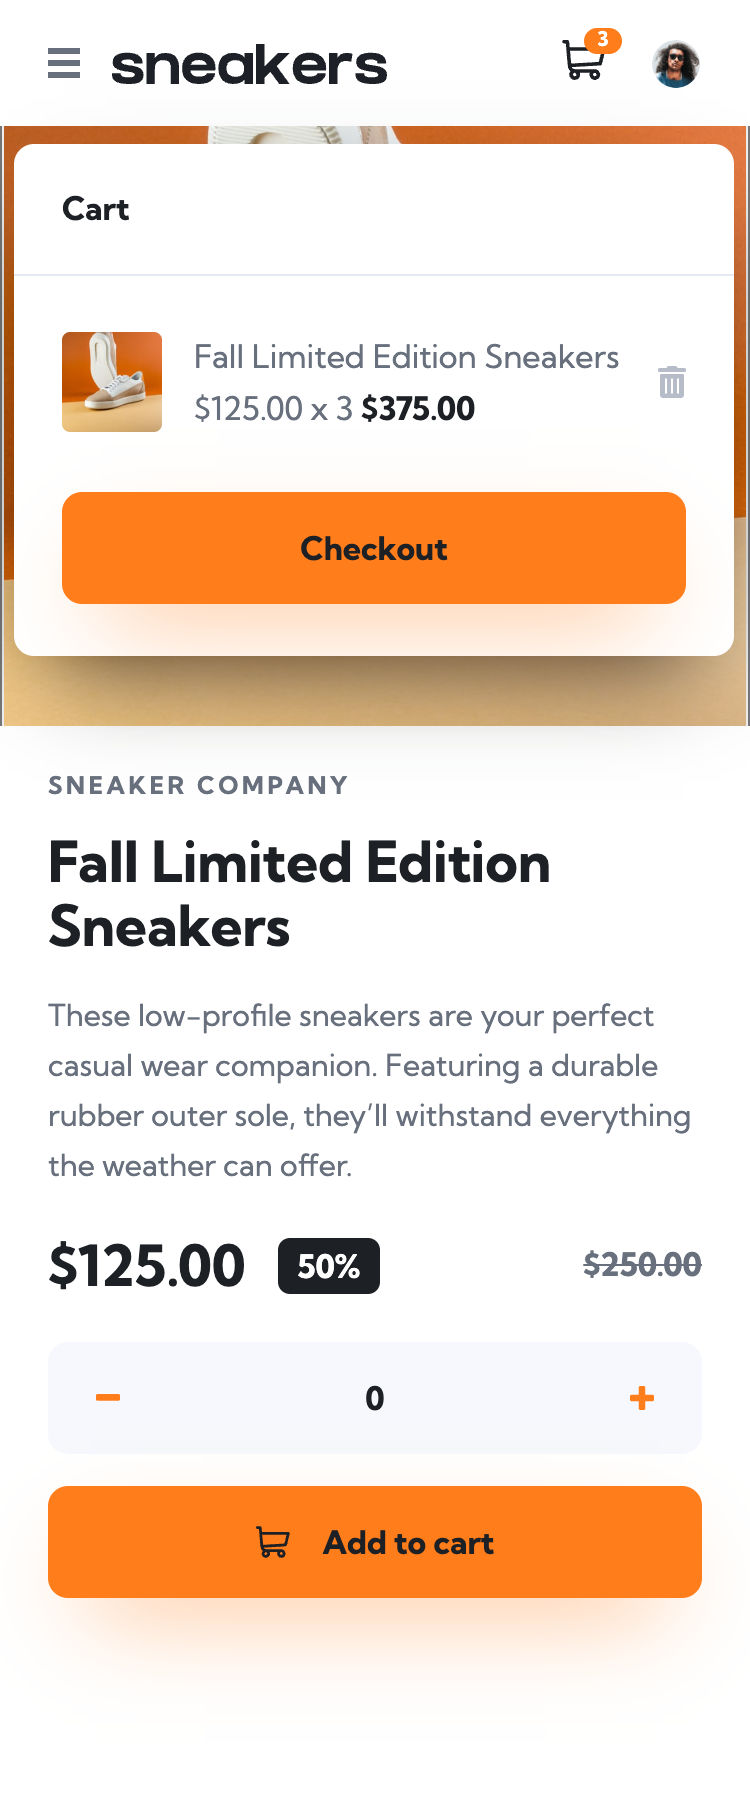 sneakers
3
Cart
Fall Limited Edition Sneakers
$125.00 x 3 $375.00
Checkout
SNEAKER COMPANY
Fall Limited Edition
Sneakers
These low-profile sneakers are your perfect
casual wear companion. Featuring a durable
rubber outer sole, they’ll withstand everything
the weather can offer.
$125.00 50% $250.00
0
Add to cart